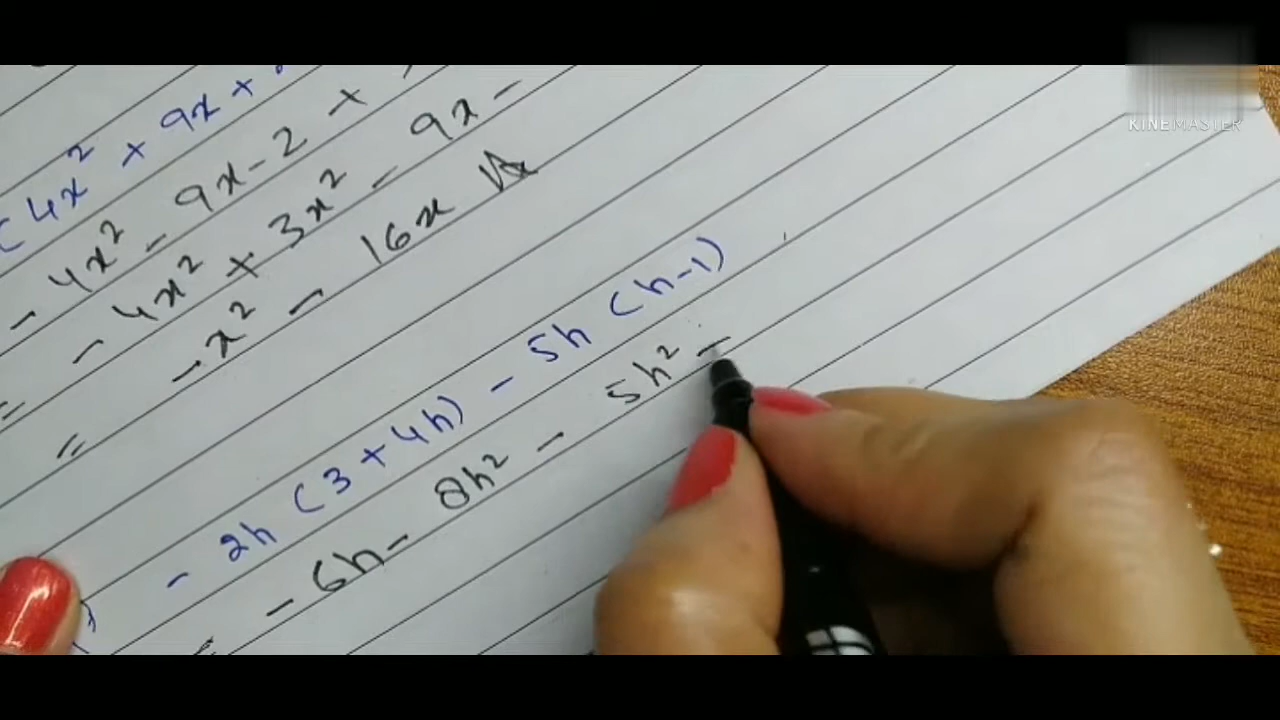 (4x² + 9x +
- 4x² - 9x - 2 +
= - 4x² + 3x² - 9x -
= - x² - 16x
) - 2h (3 + 4h) - 5h (h - 1)
= - 6h - 8h² - 5h² -
KINEMASTER